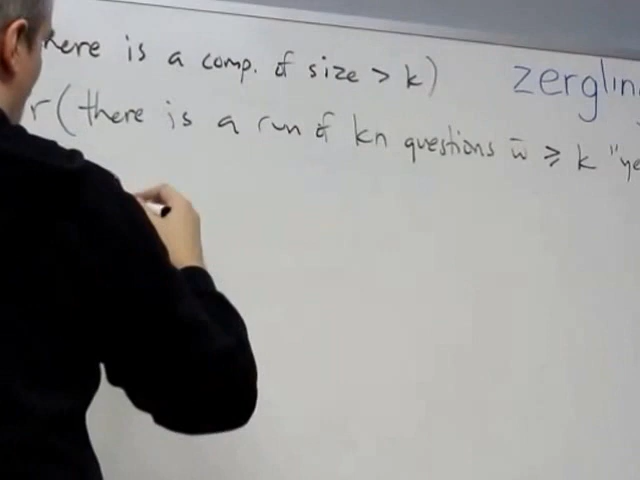 here is a comp. of size > k)
zerglin
r (there is a run of kn questions w̄ ≥ k "ye